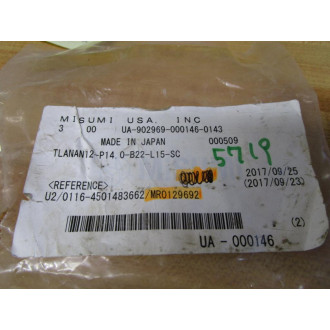 MISUMI USA. INC
3 00 UA-902969-000146-0143
MADE IN JAPAN 000509
TLANAN12-P14.0-B22-L15-SC
5719
2017/09/25
<REFERENCE> (2017/09/23)
U2/0116-4501483662/MRO129692
(2)
UA - 000146